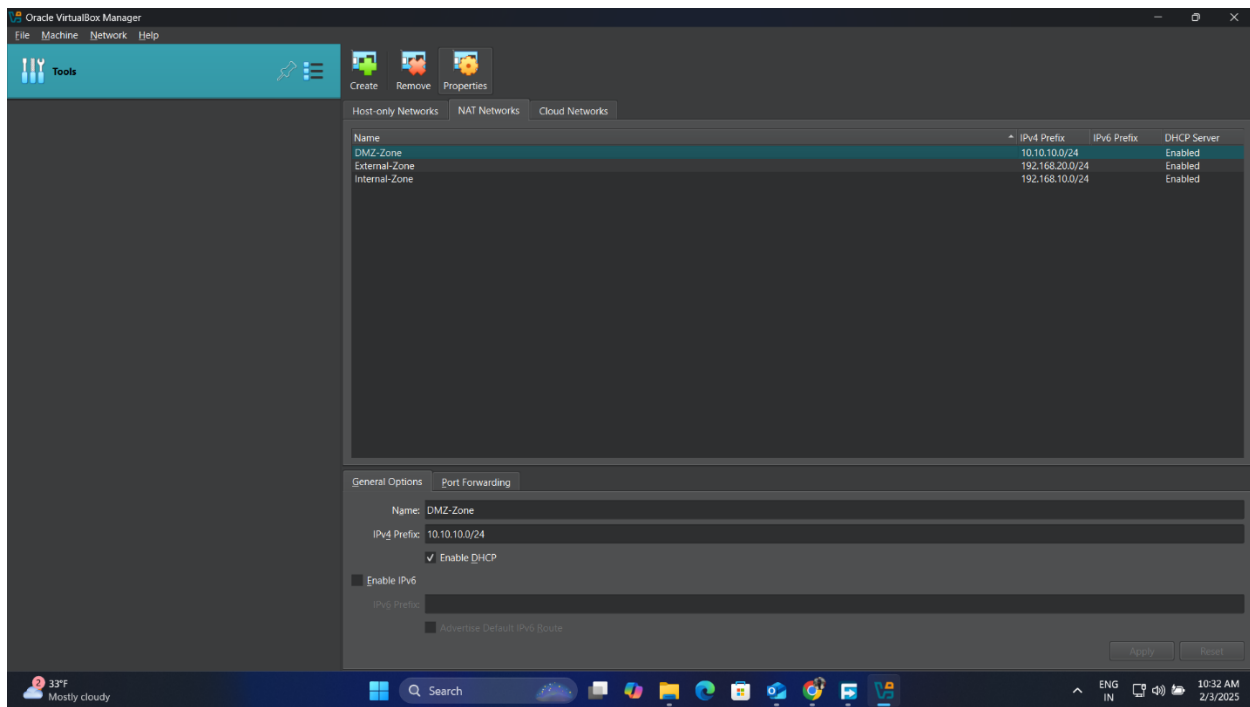 Oracle VirtualBox Manager
File Machine Network Help
Tools
Create Remove Properties
Host-only Networks NAT Networks Cloud Networks
Name IPv4 Prefix IPv6 Prefix DHCP Server
DMZ-Zone 10.10.10.0/24 Enabled
External-Zone 192.168.20.0/24 Enabled
Internal-Zone 192.168.10.0/24 Enabled
General Options Port Forwarding
Name: DMZ-Zone
IPv4 Prefix: 10.10.10.0/24
Enable DHCP
Enable IPv6
IPv6 Prefix:
Advertise Default IPv6 Route
Apply Reset
2 33°F
Mostly cloudy
Search
ENG
IN
10:32 AM
2/3/2025